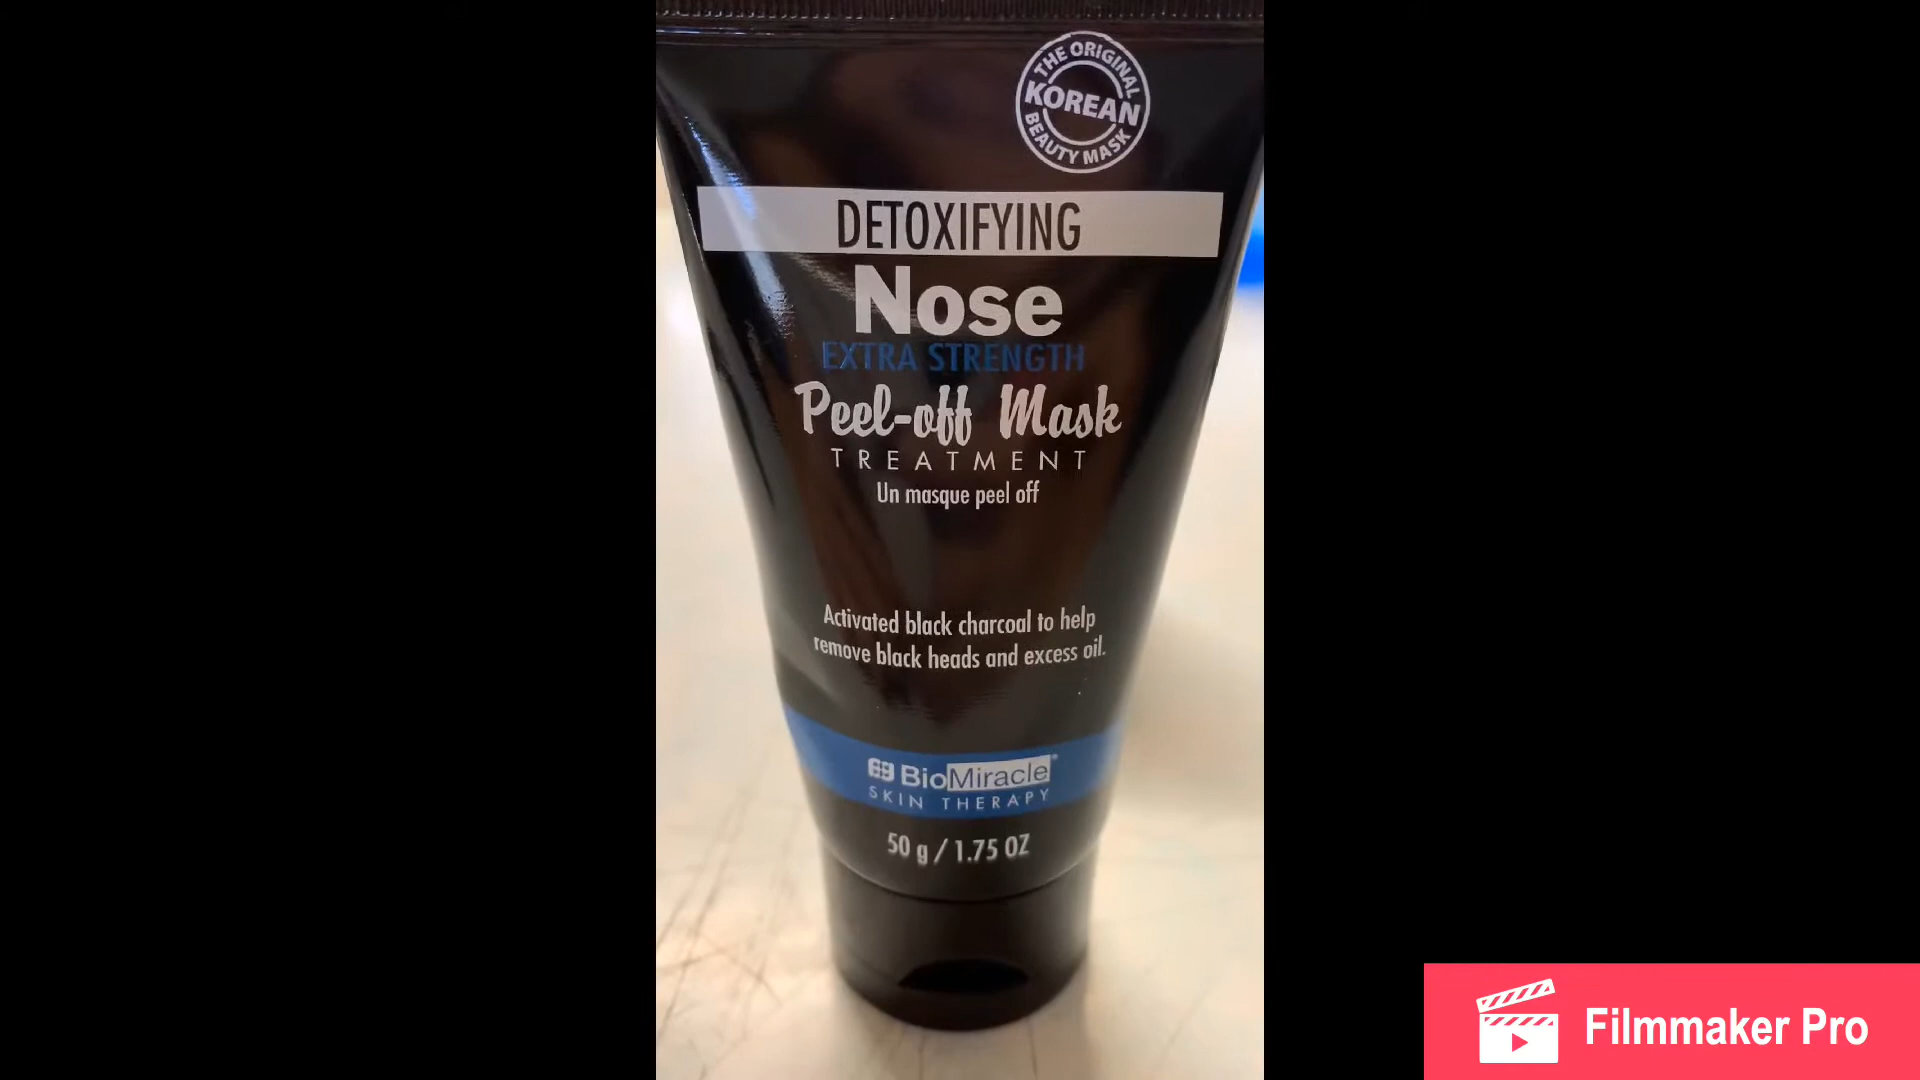 THE ORIGINAL
KOREAN
BEAUTY MASK
DETOXIFYING
Nose
EXTRA STRENGTH
Peel-off Mask
TREATMENT
Un masque peel off
Activated black charcoal to help
remove black heads and excess oil.
BioMiracle
SKIN THERAPY
50 g / 1.75 OZ
Filmmaker Pro